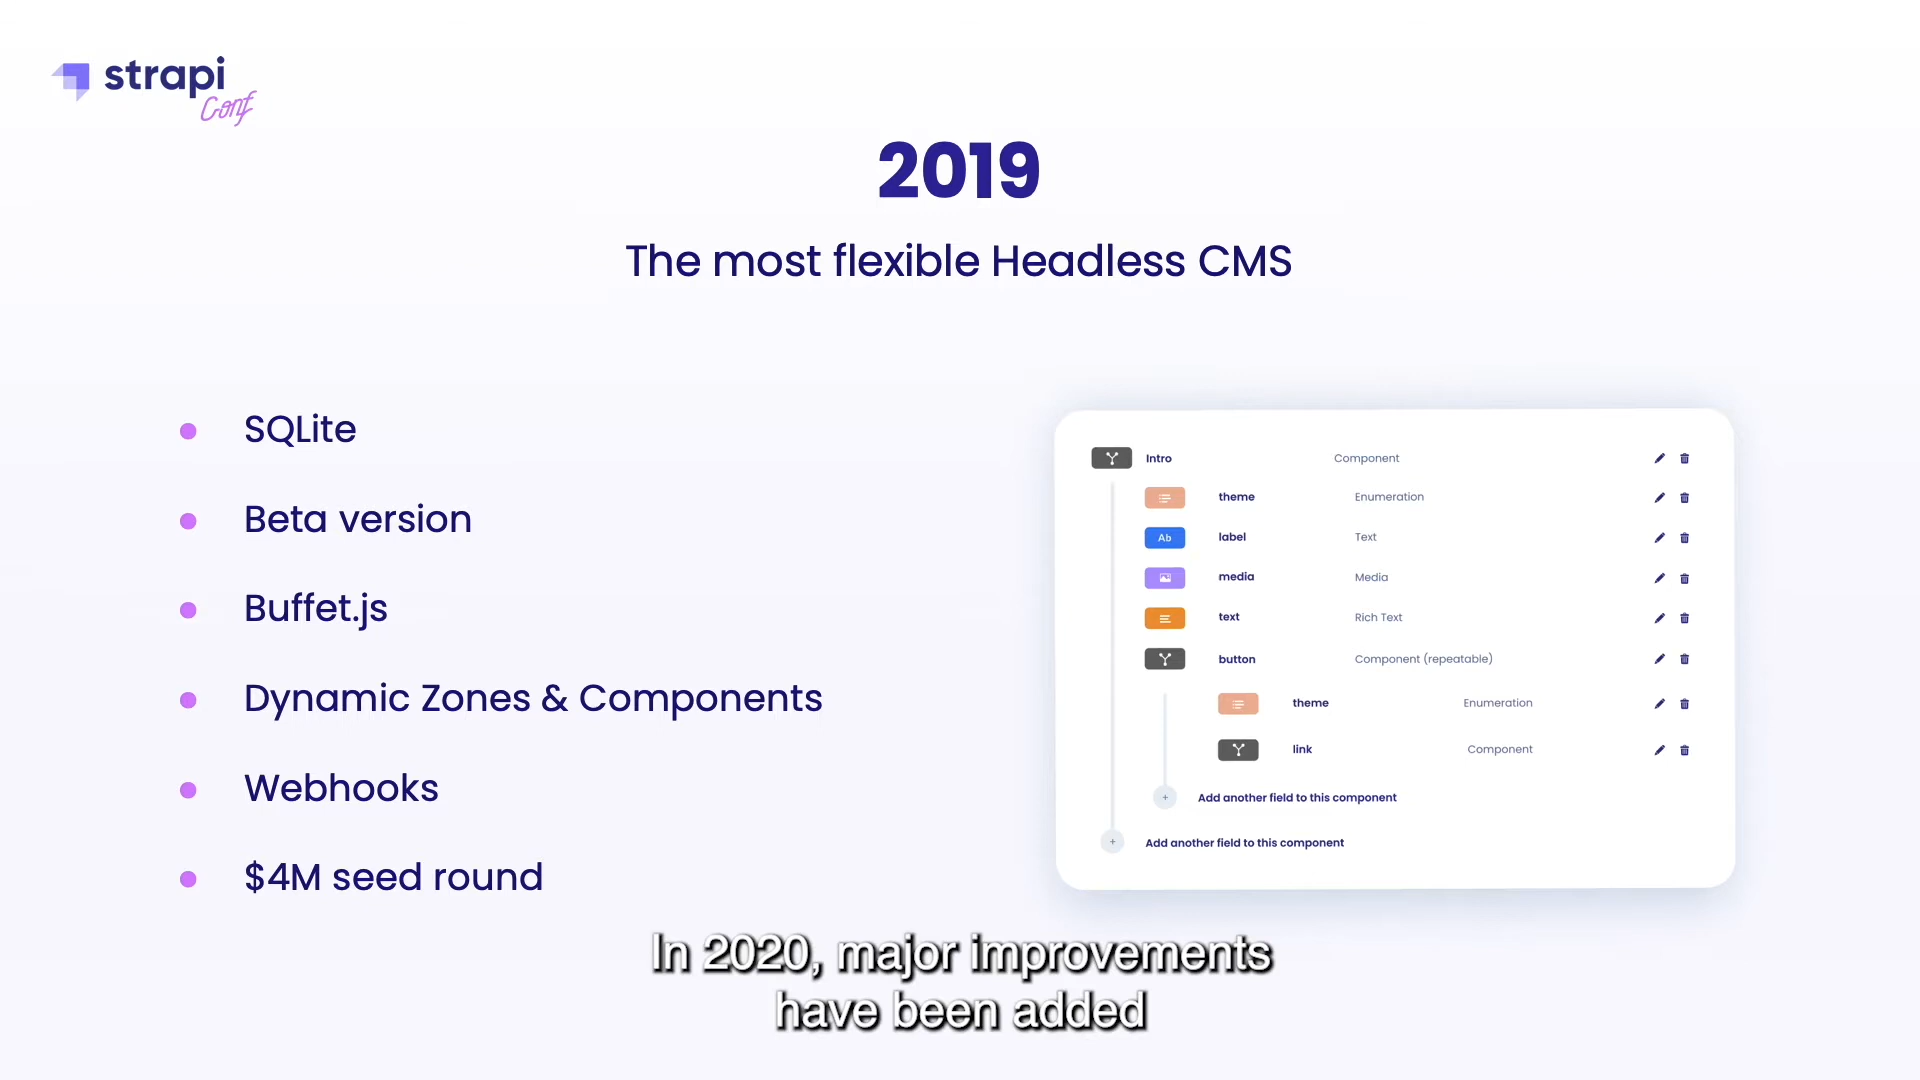 strapi
Conf
2019
The most flexible Headless CMS
SQLite
Beta version
Buffet.js
Dynamic Zones & Components
Webhooks
$4M seed round
Intro Component
theme Enumeration
Ab label Text
media Media
text Rich Text
button Component (repeatable)
theme Enumeration
link Component
+ Add another field to this component
+ Add another field to this component
In 2020, major improvements
have been added